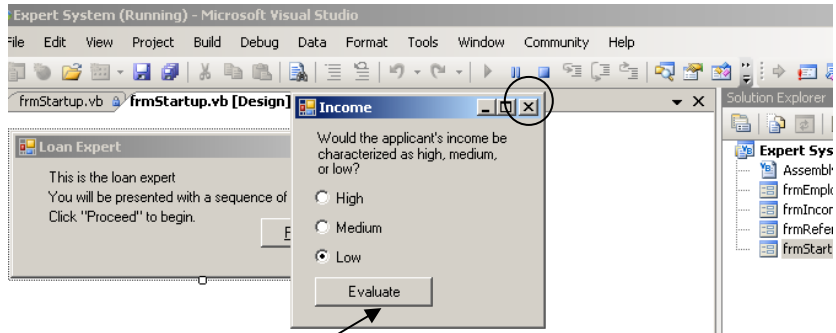 Expert System (Running) - Microsoft Visual Studio
File Edit View Project Build Debug Data Format Tools Window Community Help
frmStartup.vb frmStartup.vb [Design]
Income
Solution Explorer
Would the applicant's income be
characterized as high, medium,
or low?
High
Medium
Low
Evaluate
Loan Expert
This is the loan expert
You will be presented with a sequence of
Click "Proceed" to begin.
Expert Sys
Assembl
frmEmpl
frmIncor
frmRefer
frmStart